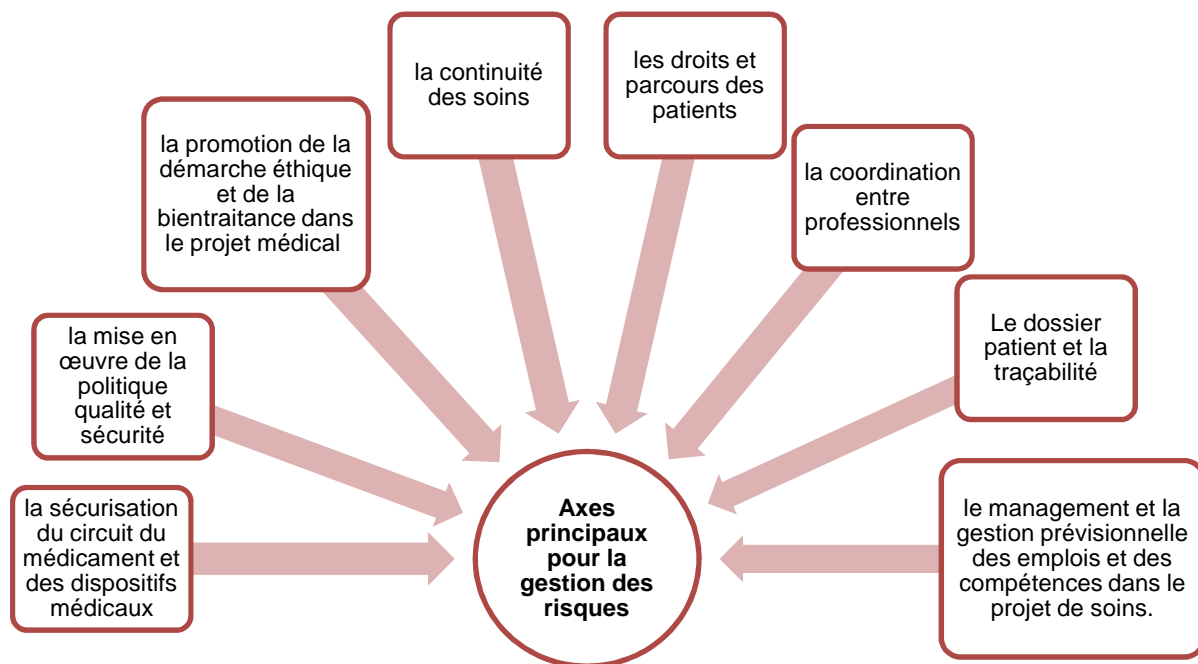 la continuité
des soins
les droits et
parcours des
patients
la promotion de la
démarche éthique
et de la
bientraitance dans
le projet médical
la coordination
entre
professionnels
la mise en
œuvre de la
politique
qualité et
sécurité
Le dossier
patient et la
traçabilité
la sécurisation
du circuit du
médicament et
des dispositifs
médicaux
Axes
principaux
pour la
gestion des
risques
le management et la
gestion prévisionnelle
des emplois et des
compétences dans le
projet de soins.